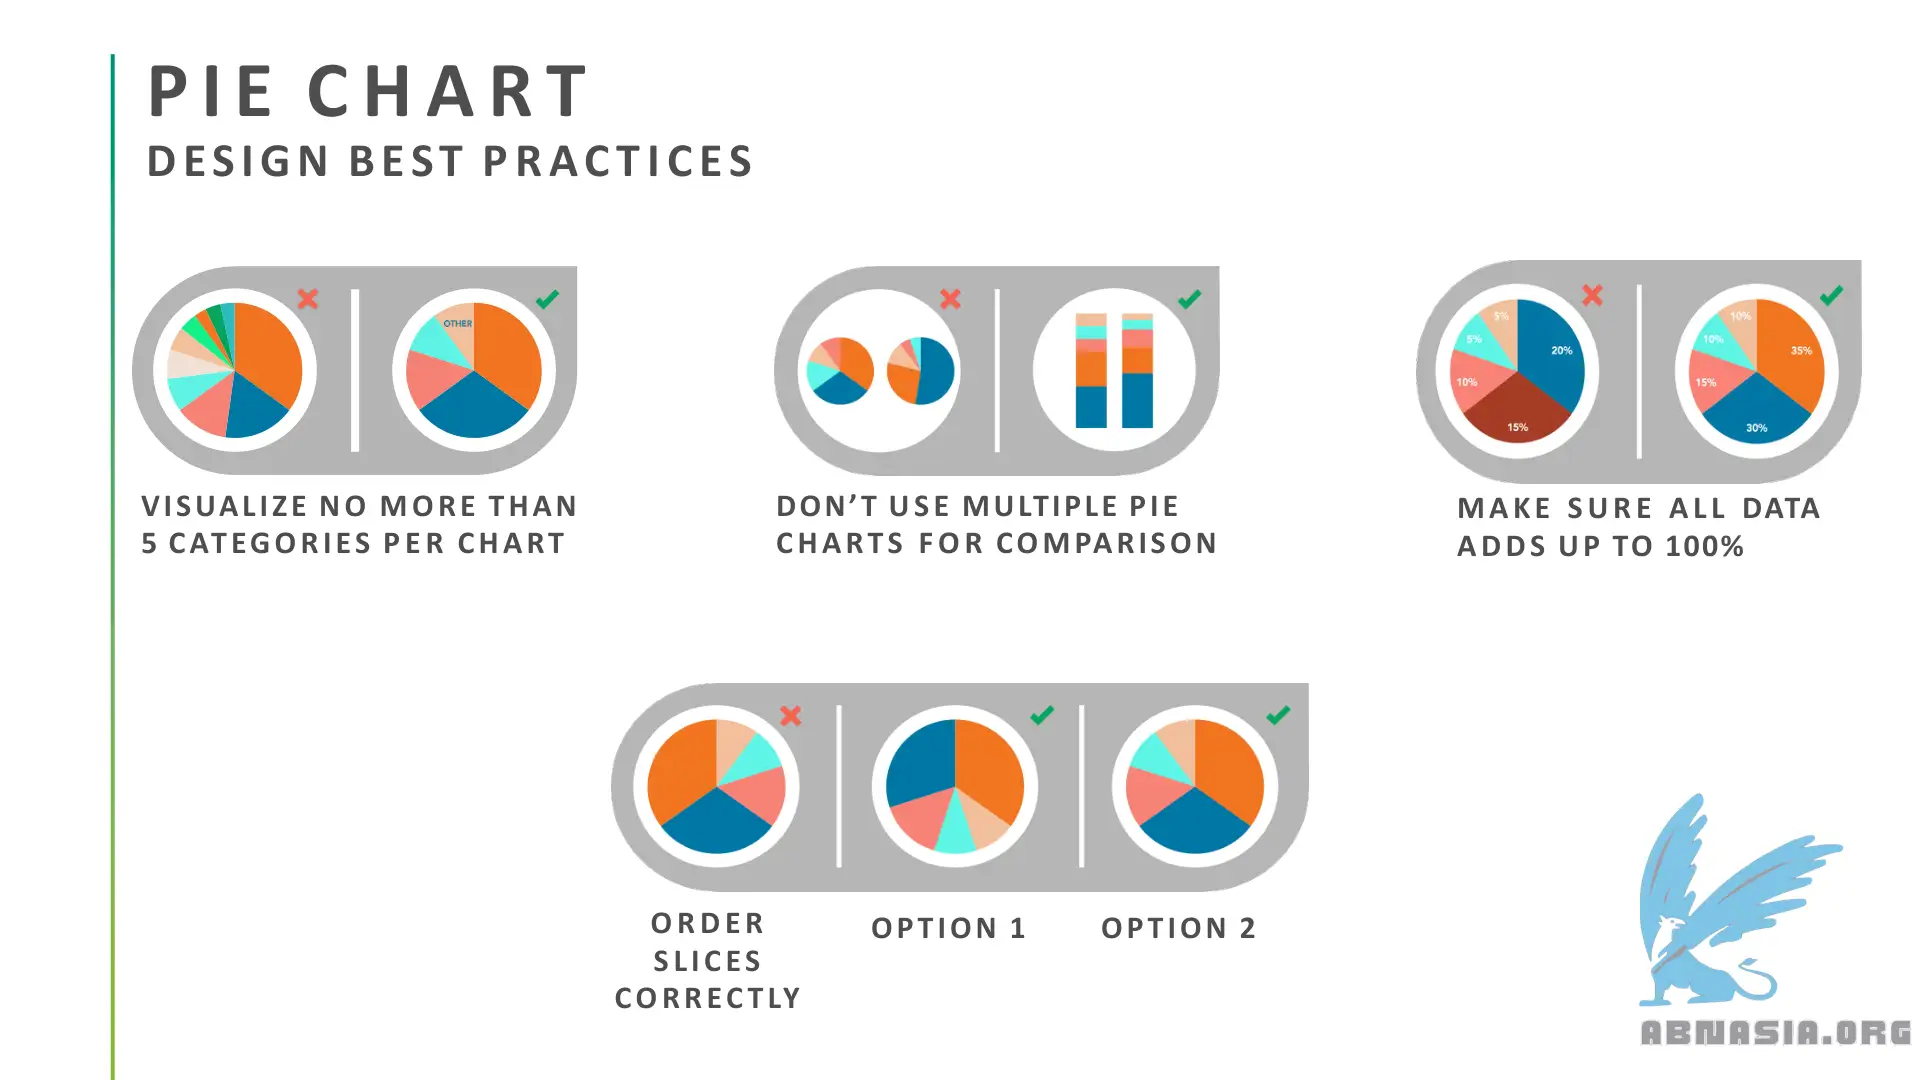 PIE CHART
DESIGN BEST PRACTICES
OTHER
5%
5%
20%
10%
15%
10%
10%
35%
15%
30%
VISUALIZE NO MORE THAN
5 CATEGORIES PER CHART
DON’T USE MULTIPLE PIE
CHARTS FOR COMPARISON
MAKE SURE ALL DATA
ADDS UP TO 100%
ORDER
SLICES
CORRECTLY
OPTION 1
OPTION 2
ABNASIA.ORG